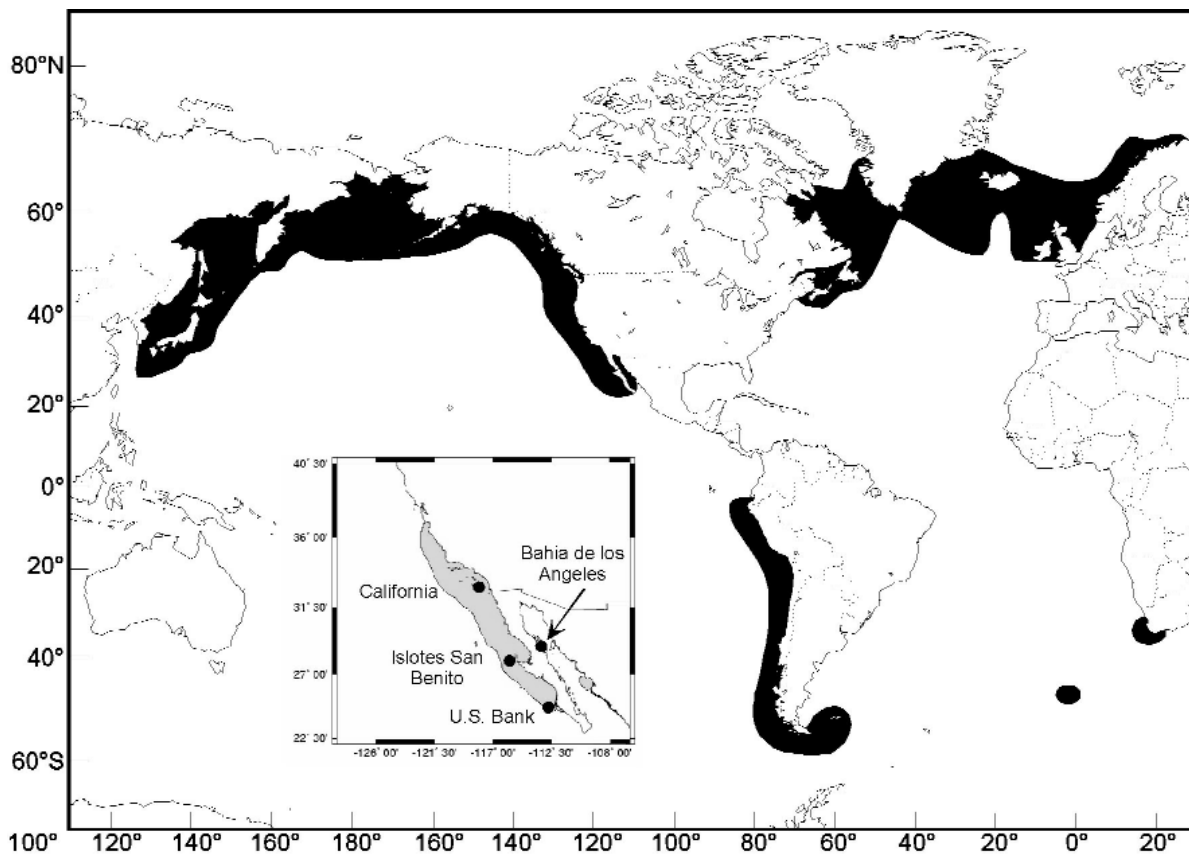 80°N
60°
40°
20°
0°
20°
40°
60°S
100° 120° 140° 160° 180° 160° 140° 120° 100° 80° 60° 40° 20° 0° 20°
40° 30'
36° 00'
31° 30'
27° 00'
22° 30'
-126° 00' -121° 30' -117° 00' -112° 30' -108° 00'
Bahia de los
Angeles
California
Islotes San
Benito
U.S. Bank